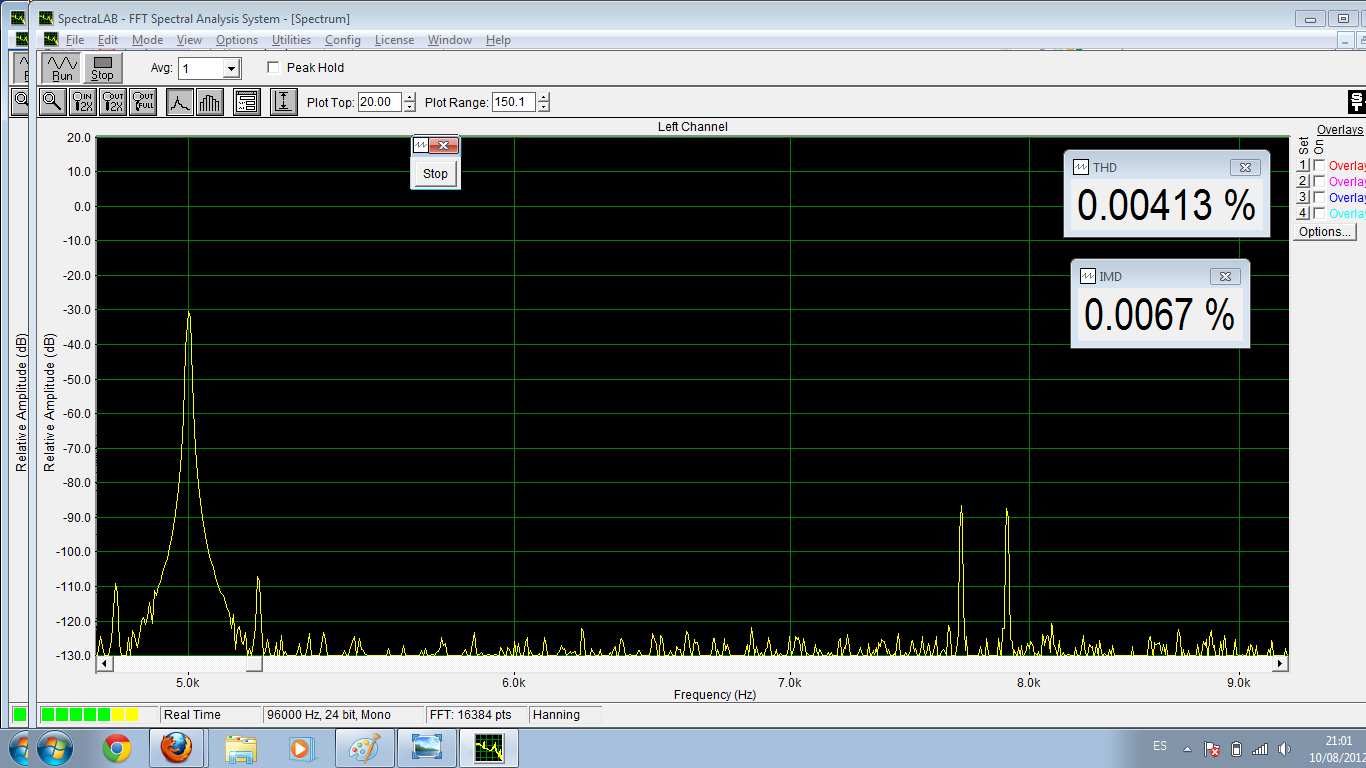 SpectraLAB - FFT Spectral Analysis System - [Spectrum]
File Edit Mode View Options Utilities Config License Window Help
Run Stop Avg: 1 Peak Hold
IN 2X OUT 2X OUT FULL Plot Top: 20.00 Plot Range: 150.1
Left Channel
Overlays
Set On
1 Overlay
2 Overlay
3 Overlay
4 Overlay
Options...
Stop
THD
0.00413 %
IMD
0.0067 %
20.0
10.0
0.0
-10.0
-20.0
-30.0
-40.0
-50.0
-60.0
-70.0
-80.0
-90.0
-100.0
-110.0
-120.0
-130.0
Relative Amplitude (dB)
Relative Amplitude (dB)
5.0k 6.0k 7.0k 8.0k 9.0k
Frequency (Hz)
Real Time 96000 Hz, 24 bit, Mono FFT: 16384 pts Hanning
ES 21:01
10/08/2012